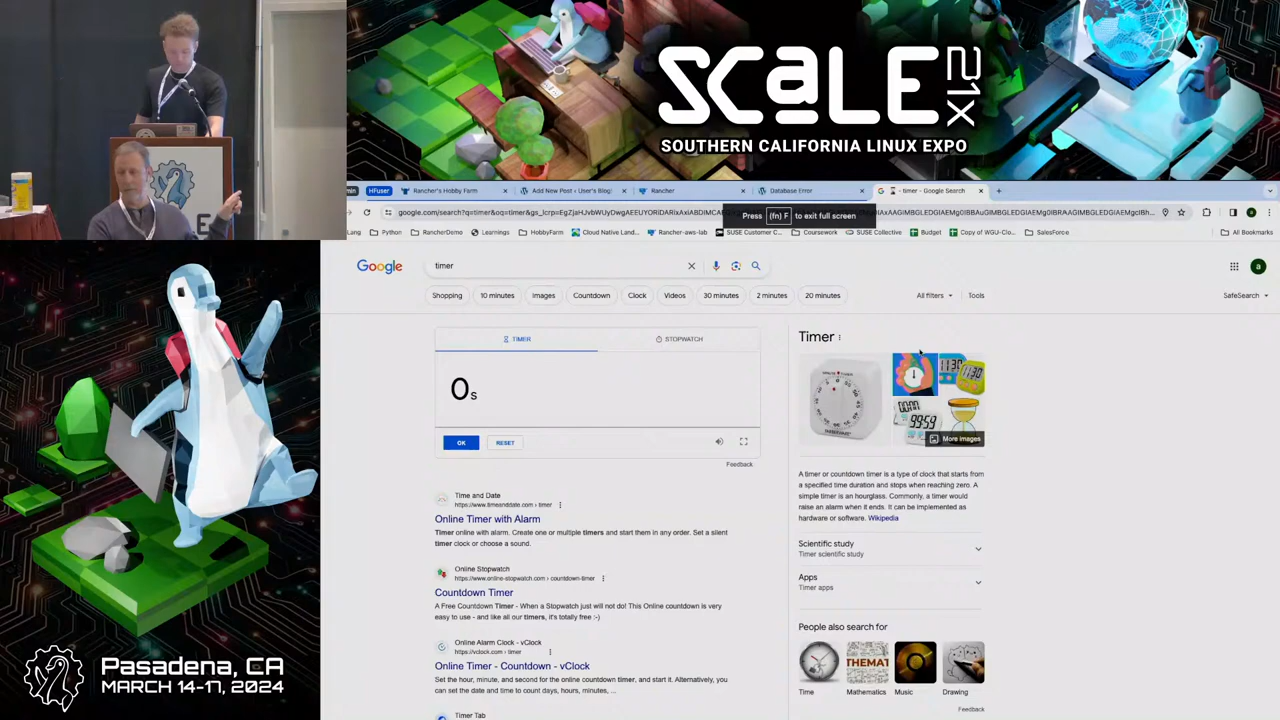 SCALE 21X
SOUTHERN CALIFORNIA LINUX EXPO
HFuser
Rancher's Hobby Farm
Add New Post ‹ User's Blog!
Rancher
Database Error
- timer - Google Search
Press (fn) F to exit full screen
Lang
Python
RancherDemo
Learnings
HobbyFarm
Cloud Native Land...
Rancher-aws-lab
SUSE Customer C...
Coursework
SUSE Collective
Budget
Copy of WGU-Clo...
SalesForce
All Bookmarks
Google
timer
a
Shopping
10 minutes
Images
Countdown
Clock
Videos
30 minutes
2 minutes
20 minutes
All filters
Tools
SafeSearch
TIMER
STOPWATCH
0s
OK
RESET
Feedback
Time and Date
https://www.timeanddate.com › timer
Online Timer with Alarm
Timer online with alarm. Create one or multiple timers and start them in any order. Set a silent
timer clock or choose a sound.
Online Stopwatch
https://www.online-stopwatch.com › countdown-timer
Countdown Timer
A Free Countdown Timer - When a Stopwatch just will not do! This Online countdown is very
easy to use - and like all our timers, it's totally free :-)
Online Alarm Clock - vClock
https://vclock.com › timer
Online Timer - Countdown - vClock
Set the hour, minute, and second for the online countdown timer, and start it. Alternatively, you
can set the date and time to count days, hours, minutes, ...
Timer Tab
Timer
99:59
More images
A timer or countdown timer is a type of clock that starts
from a specified time duration and stops when reaching zero. A
simple timer is an hourglass. Commonly, a timer would
raise an alarm when it ends. It can be implemented as
hardware or software. Wikipedia
Scientific study
Timer scientific study
Apps
Timer apps
People also search for
THEMAT
Time
Mathematics
Music
Drawing
Feedback
Pasadena, CA
MARCH 14-17, 2024